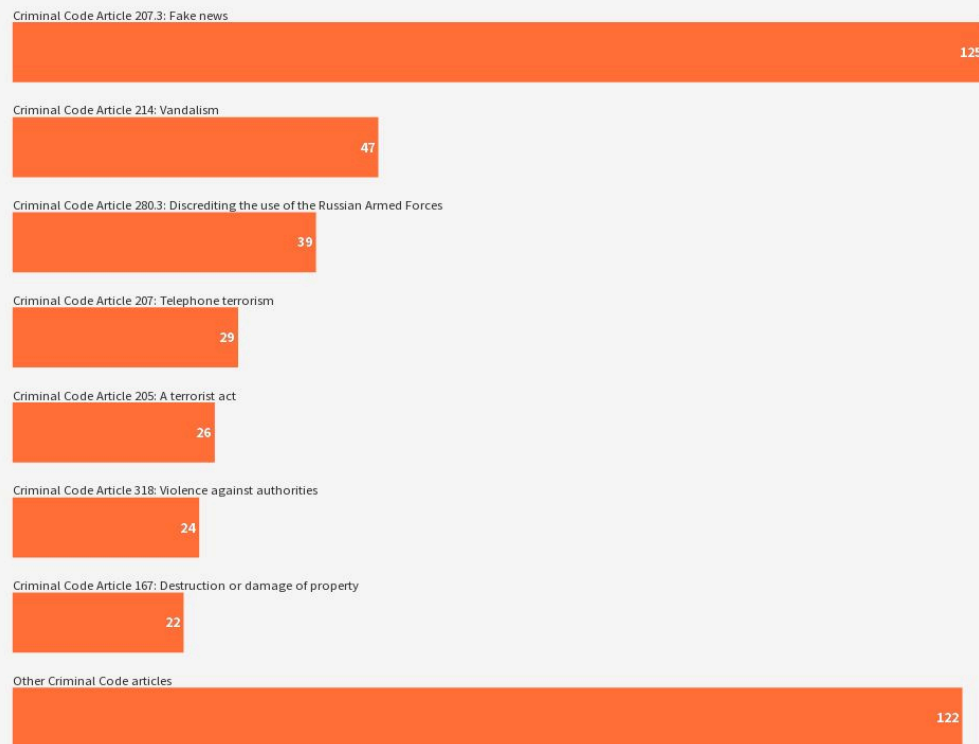 Criminal Code Article 207.3: Fake news
125
Criminal Code Article 214: Vandalism
47
Criminal Code Article 280.3: Discrediting the use of the Russian Armed Forces
39
Criminal Code Article 207: Telephone terrorism
29
Criminal Code Article 205: A terrorist act
26
Criminal Code Article 318: Violence against authorities
24
Criminal Code Article 167: Destruction or damage of property
22
Other Criminal Code articles
122